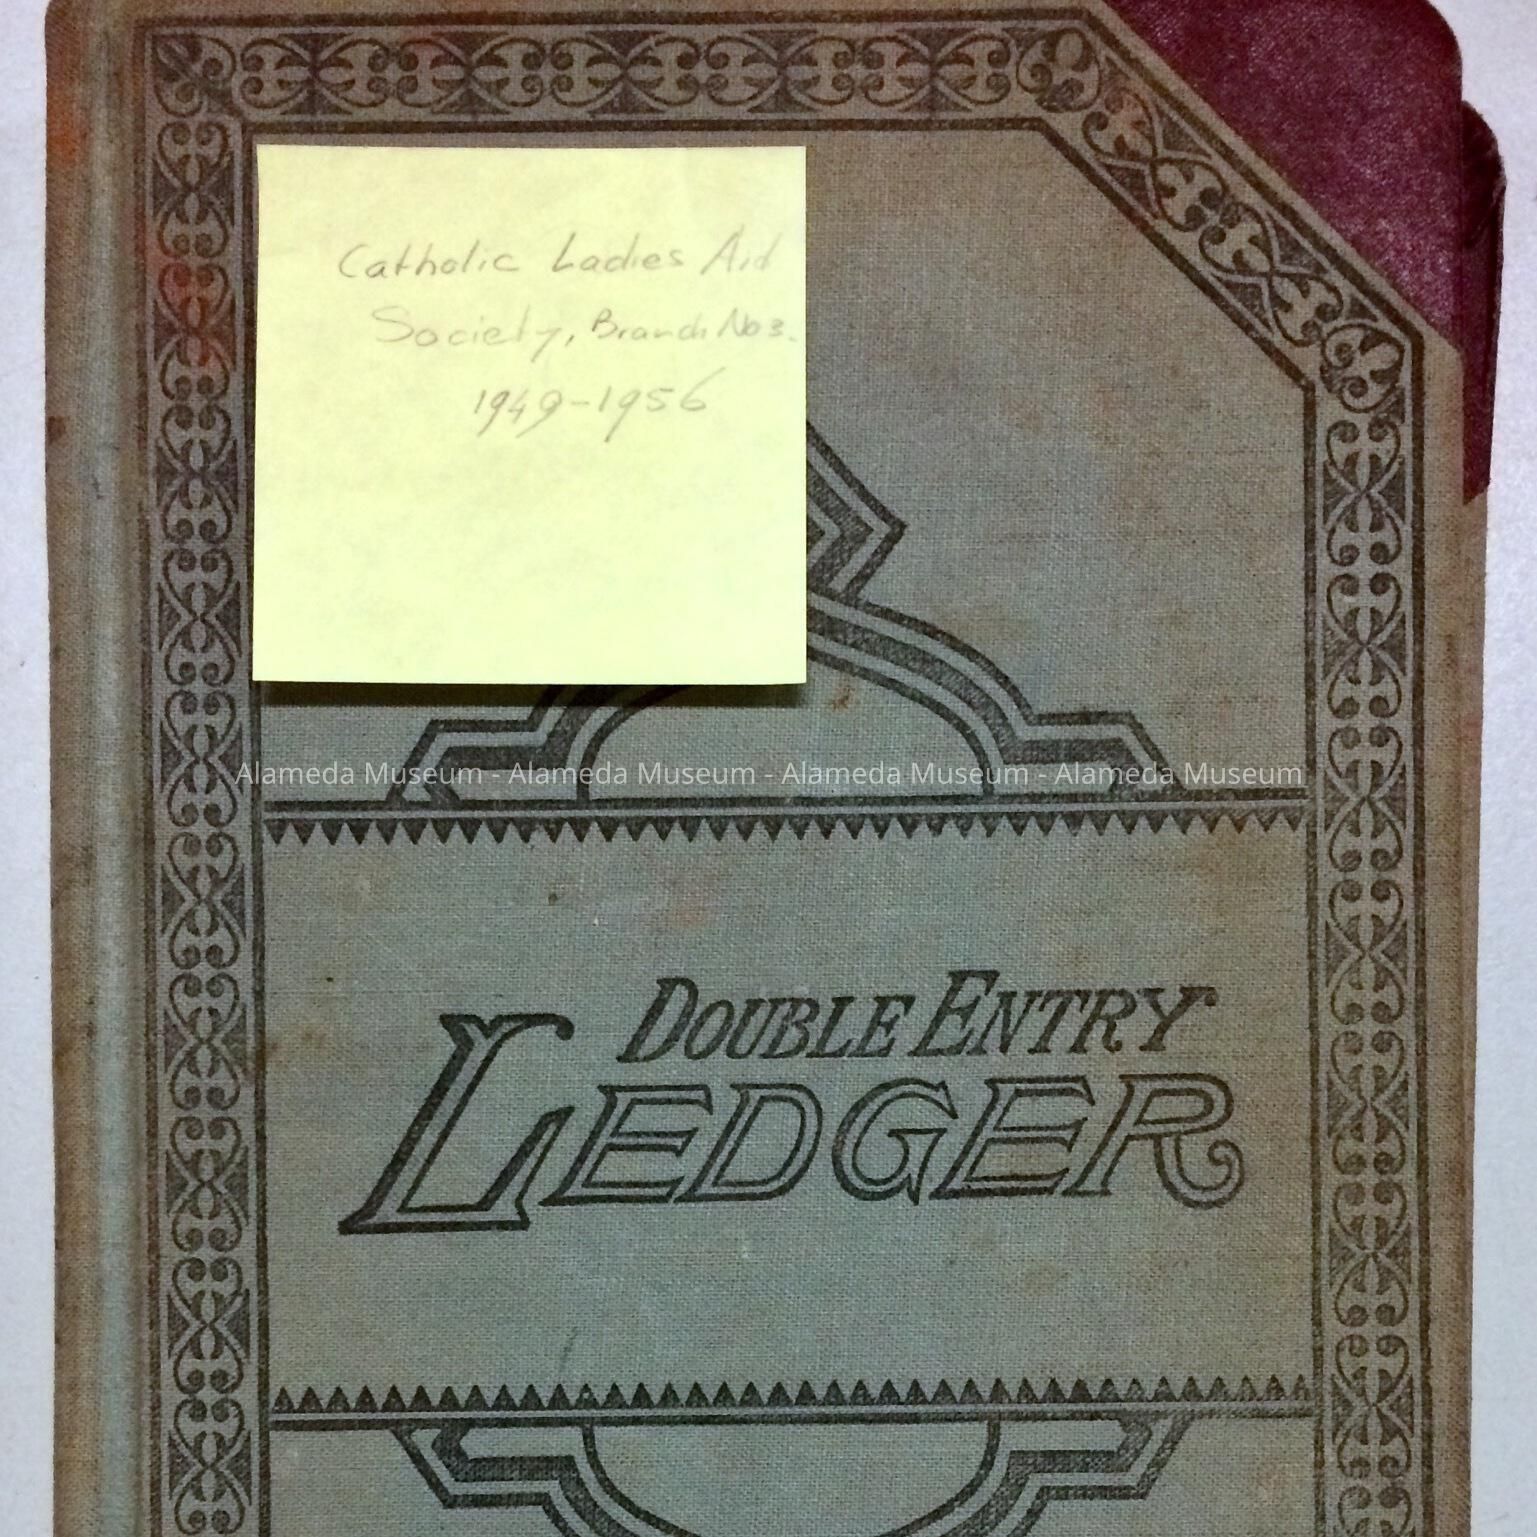 Catholic Ladies Aid
Society, Branch No 3.
1949-1956
Alameda Museum - Alameda Museum - Alameda Museum - Alameda Museum
DOUBLE ENTRY
LEDGER